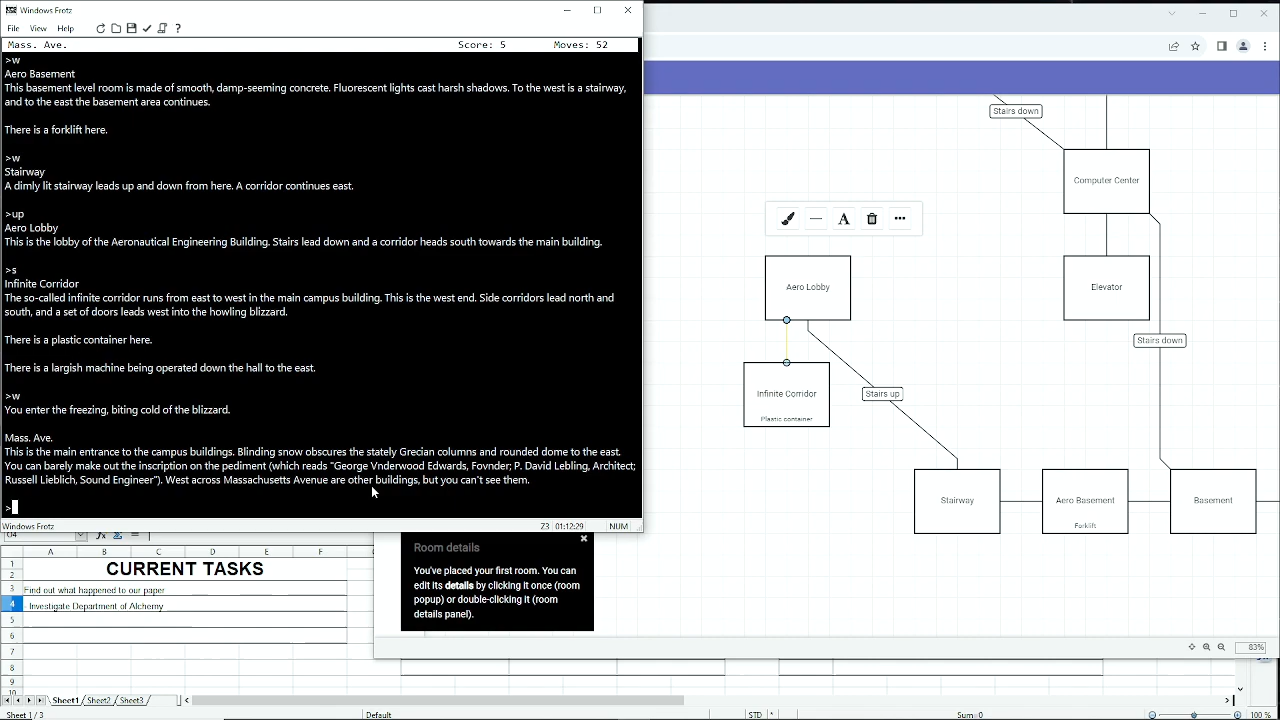 Windows Frotz
File View Help
?
Mass. Ave. Score: 5 Moves: 52
>w
Aero Basement
This basement level room is made of smooth, damp-seeming concrete. Fluorescent lights cast harsh shadows. To the west is a stairway,
and to the east the basement area continues.
There is a forklift here.
>w
Stairway
A dimly lit stairway leads up and down from here. A corridor continues east.
>up
Aero Lobby
This is the lobby of the Aeronautical Engineering Building. Stairs lead down and a corridor heads south towards the main building.
>s
Infinite Corridor
The so-called infinite corridor runs from east to west in the main campus building. This is the west end. Side corridors lead north and
south, and a set of doors leads west into the howling blizzard.
There is a plastic container here.
There is a largish machine being operated down the hall to the east.
>w
You enter the freezing, biting cold of the blizzard.
Mass. Ave.
This is the main entrance to the campus buildings. Blinding snow obscures the stately Grecian columns and rounded dome to the east.
You can barely make out the inscription on the pediment (which reads "George Vnderwood Edwards, Fovnder; P. David Lebling, Architect;
Russell Lieblich, Sound Engineer"). West across Massachusetts Avenue are other buildings, but you can't see them.
>
Windows Frotz Z3 01:12:29 NUM
Stairs down
Computer Center
A
Aero Lobby
Elevator
Stairs down
Infinite Corridor
Plastic container
Stairs up
Stairway
Aero Basement
Forklift
Basement
Room details
You've placed your first room. You can
edit its details by clicking it once (room
popup) or double-clicking it (room
details panel).
83%
A B C D E F
1 CURRENT TASKS
2
3 Find out what happened to our paper
4 - Investigate Department of Alchemy
5
6
7
8
9
10
Sheet1 Sheet2 Sheet3
Sheet 1 / 3 Default STD * Sum=0 100 %